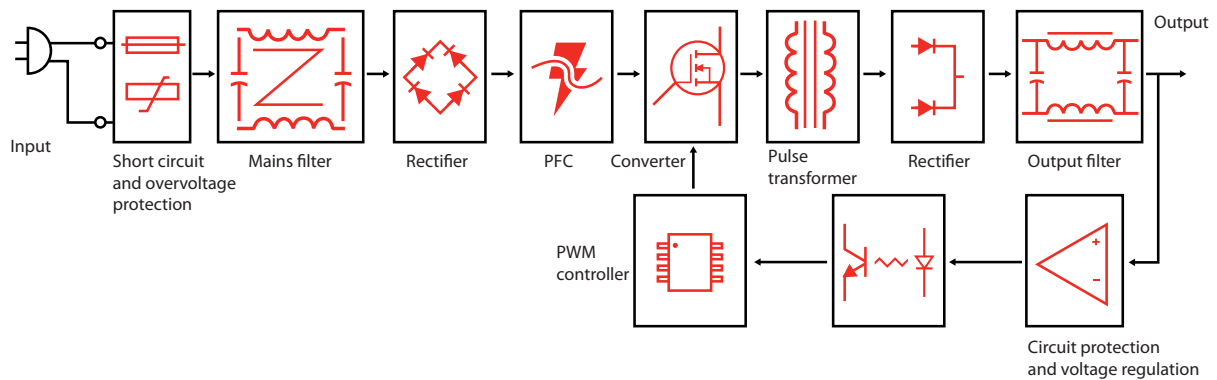 Output
Input
Short circuit
and overvoltage
protection
Mains filter
Rectifier
PFC
Converter
Pulse
transformer
Rectifier
Output filter
PWM
controller
+
−
Circuit protection
and voltage regulation